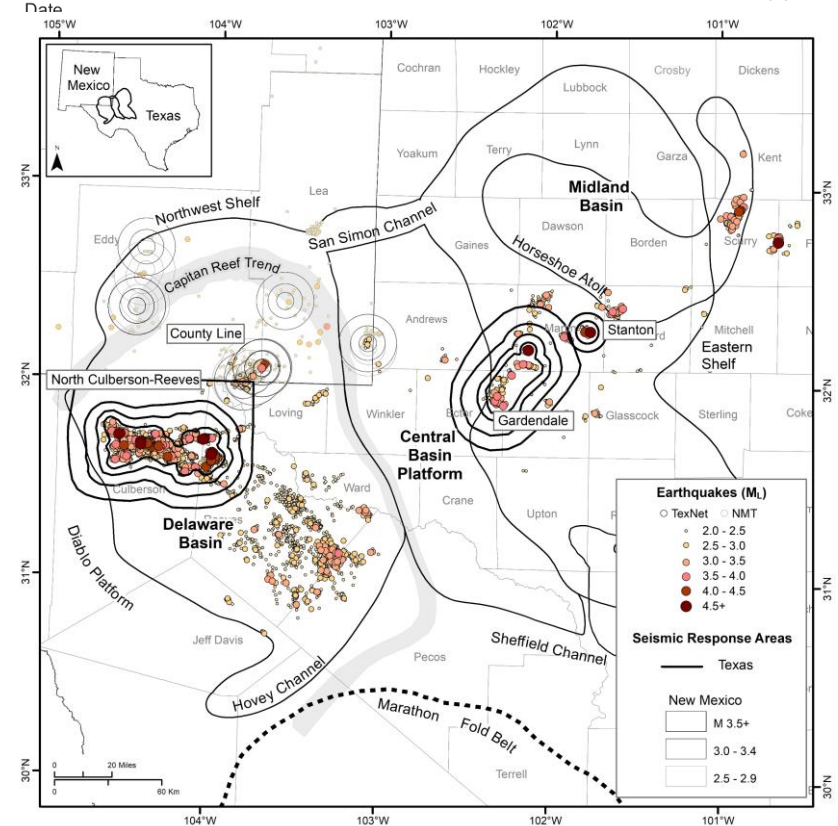 Date
105°W 104°W 103°W 102°W 101°W
New
Mexico
Texas
N
33°N
32°N
31°N
30°N
Cochran Hockley Crosby Dickens
Lubbock
Yoakum Terry Lynn Garza Kent
Lea
Northwest Shelf
San Simon Channel
Midland
Basin
Eddy
Capitan Reef Trend
Gaines Dawson Borden Scurry
Horseshoe Atoll
County Line
Andrews
Stanton
Mitchell
Eastern
Shelf
North Culberson-Reeves
Loving Winkler Ector Glasscock Sterling Coke
Gardendale
Central
Basin
Platform
Culberson
Ward
Crane Upton
Delaware
Basin
Diablo Platform
Jeff Davis
Hovey Channel
Pecos
Sheffield Channel
Marathon Fold Belt
Terrell
Earthquakes (ML)
TexNet NMT
2.0 - 2.5
2.5 - 3.0
3.0 - 3.5
3.5 - 4.0
4.0 - 4.5
4.5+
Seismic Response Areas
Texas
New Mexico
M 3.5+
3.0 - 3.4
2.5 - 2.9
0 20 Miles
0 60 Km
33°N
32°N
31°N
30°N
104°W 103°W 102°W 101°W